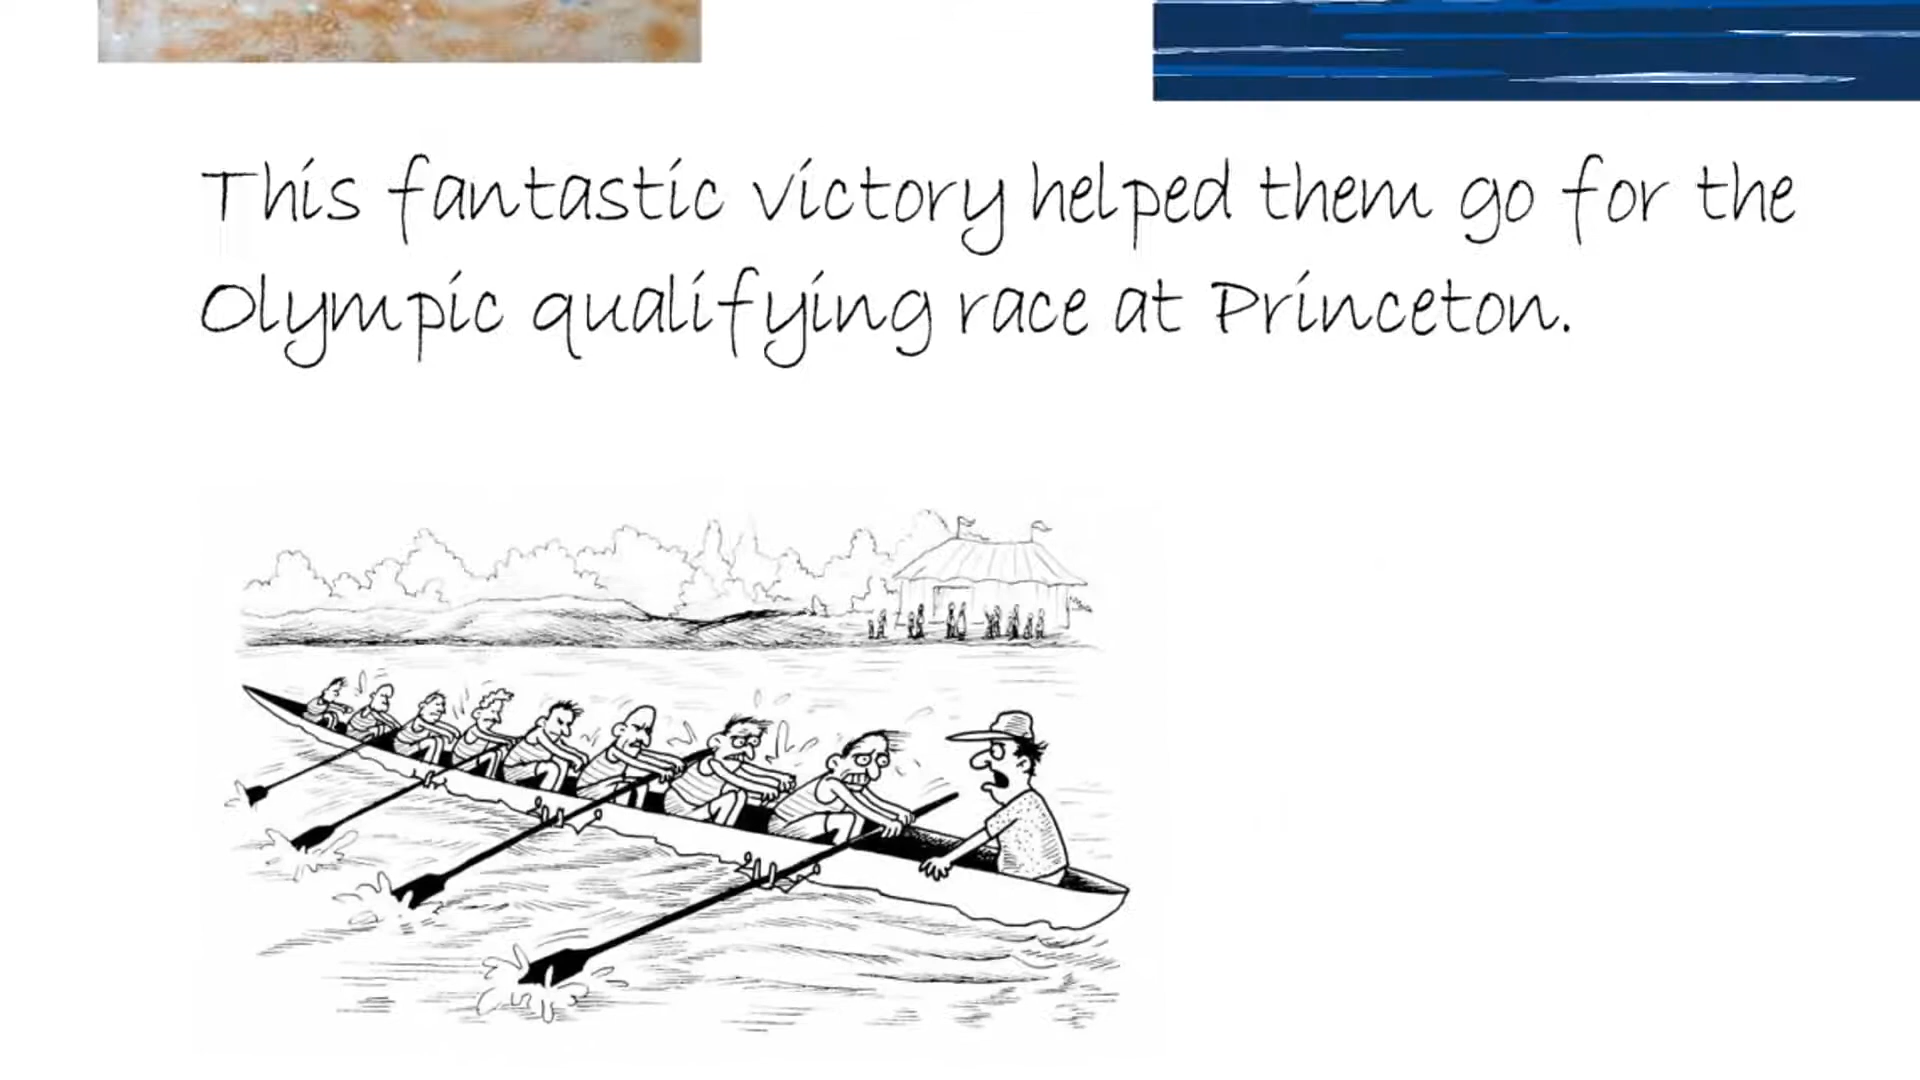 This fantastic victory helped them go for the
Olympic qualifying race at Princeton.